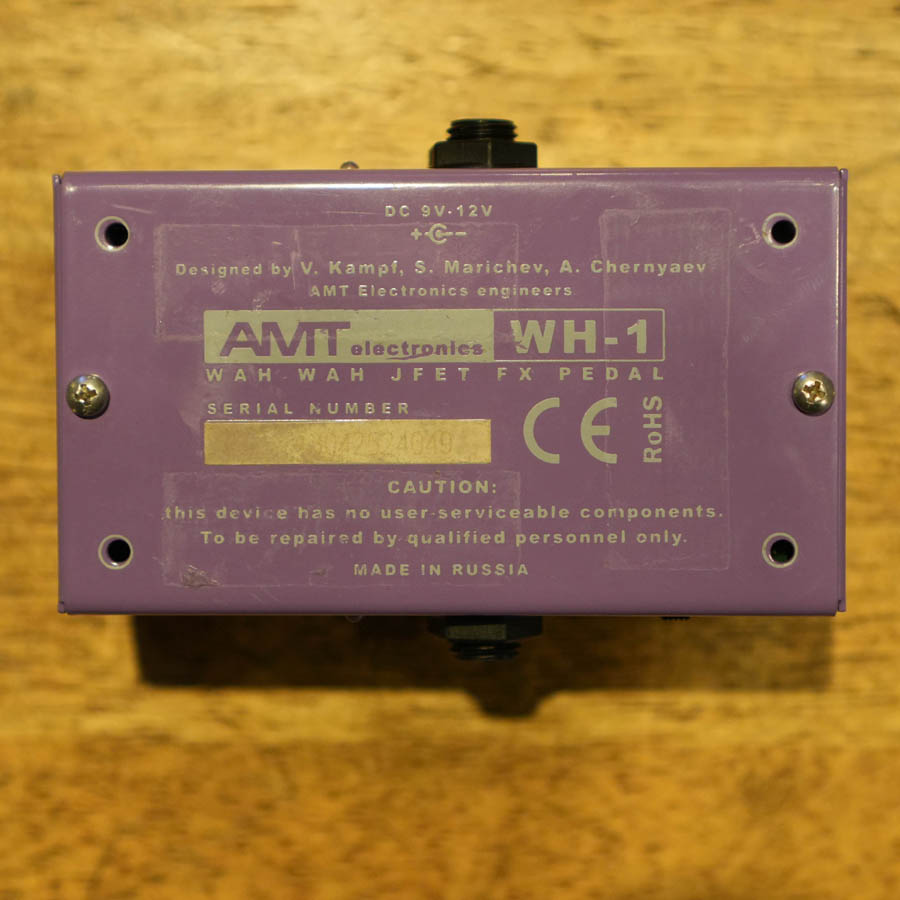 DC 9V-12V
+ -
Designed by V. Kampf, S. Marichev, A. Chernyaev
AMT Electronics engineers
AMT electronics WH-1
WAH WAH JFET FX PEDAL
SERIAL NUMBER
CE RoHS
CAUTION:
this device has no user-serviceable components.
To be repaired by qualified personnel only.
MADE IN RUSSIA